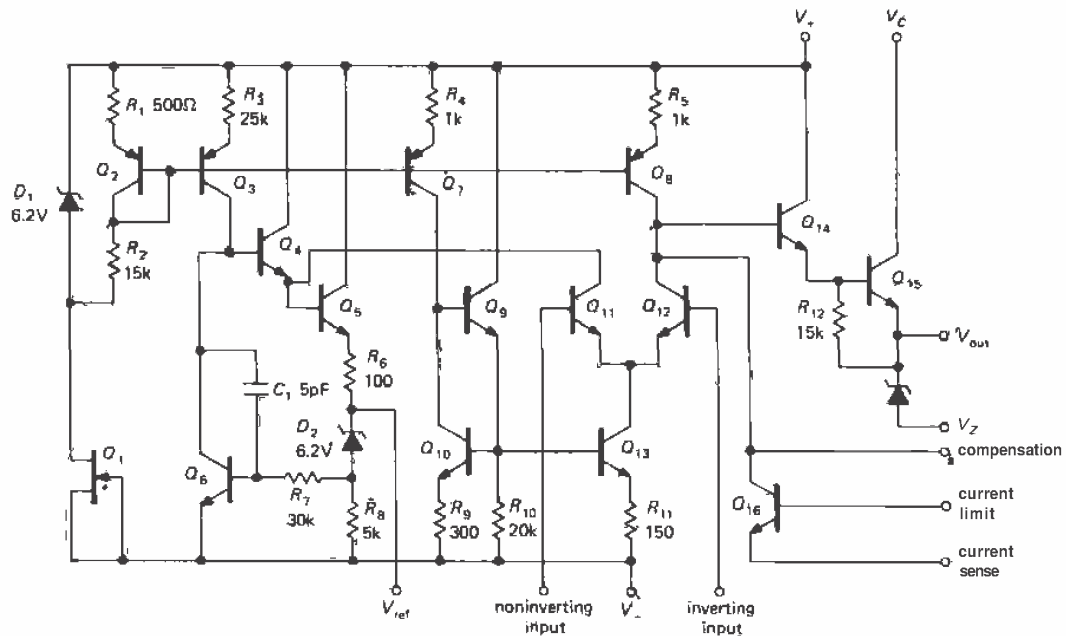 V+
VC
R1 500Ω
R3
25k
R4
1k
R5
1k
Q2
Q3
Q7
Q8
D1
6.2V
R2
15k
Q4
Q14
Q5
Q9
Q11
Q12
Q15
R12
15k
Vout
R6
100
C1 5pF
D2
6.2V
VZ
Q1
Q6
Q10
Q13
compensation
R7
30k
R8
5k
R9
300
R10
20k
R11
150
Q16
current
limit
current
sense
Vref
noninverting
input
V−
inverting
input